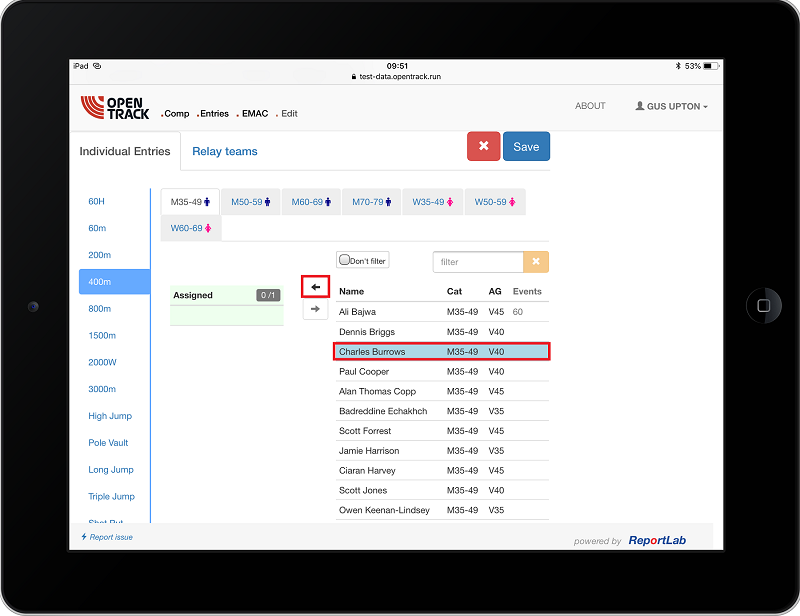 iPad
09:51
53%
test-data.opentrack.run
OPEN
TRACK
.Comp .Entries . EMAC . Edit
ABOUT
GUS UPTON
Individual Entries
Relay teams
Save
60H
60m
200m
400m
800m
1500m
2000W
3000m
High Jump
Pole Vault
Long Jump
Triple Jump
Shot Put
M35-49
M50-59
M60-69
M70-79
W35-49
W50-59
W60-69
Don't filter
filter
Assigned 0 /1
Name Cat AG Events
Ali Bajwa M35-49 V45 60
Dennis Briggs M35-49 V40
Charles Burrows M35-49 V40
Paul Cooper M35-49 V40
Alan Thomas Copp M35-49 V45
Badreddine Echakhch M35-49 V35
Scott Forrest M35-49 V45
Jamie Harrison M35-49 V35
Ciaran Harvey M35-49 V45
Scott Jones M35-49 V40
Owen Keenan-Lindsey M35-49 V35
Report issue
powered by ReportLab